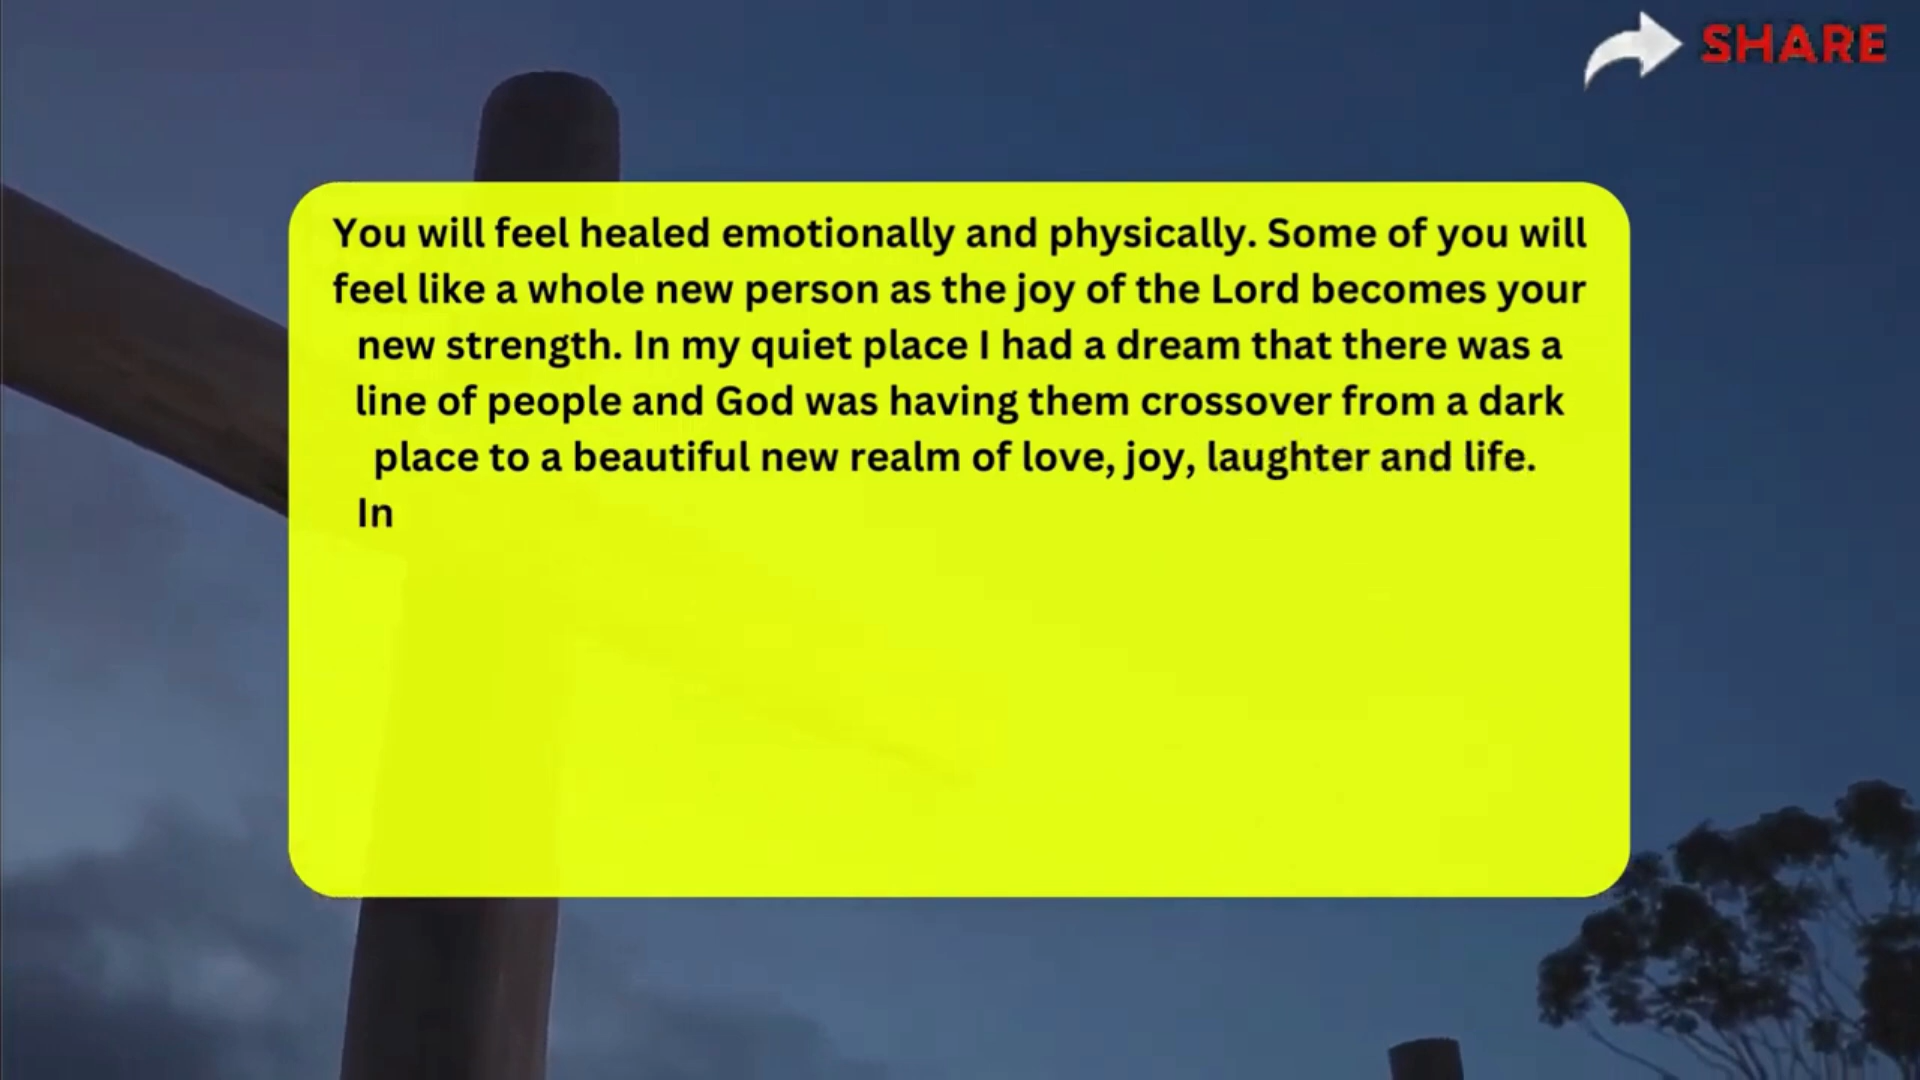 SHARE
You will feel healed emotionally and physically. Some of you will
feel like a whole new person as the joy of the Lord becomes your
new strength. In my quiet place I had a dream that there was a
line of people and God was having them crossover from a dark
place to a beautiful new realm of love, joy, laughter and life.
In